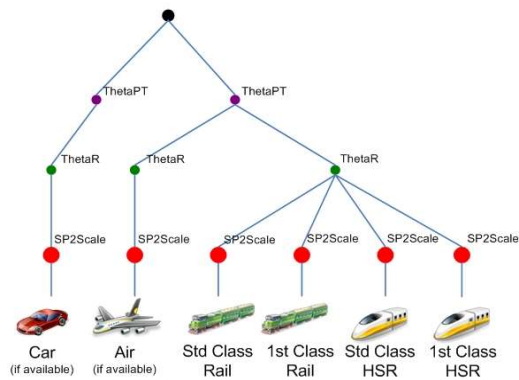 ThetaPT
ThetaPT
ThetaR
ThetaR
ThetaR
SP2Scale
SP2Scale
SP2Scale
SP2Scale
SP2Scale
SP2Scale
Car
(if available)
Air
(if available)
Std Class
Rail
1st Class
Rail
Std Class
HSR
1st Class
HSR